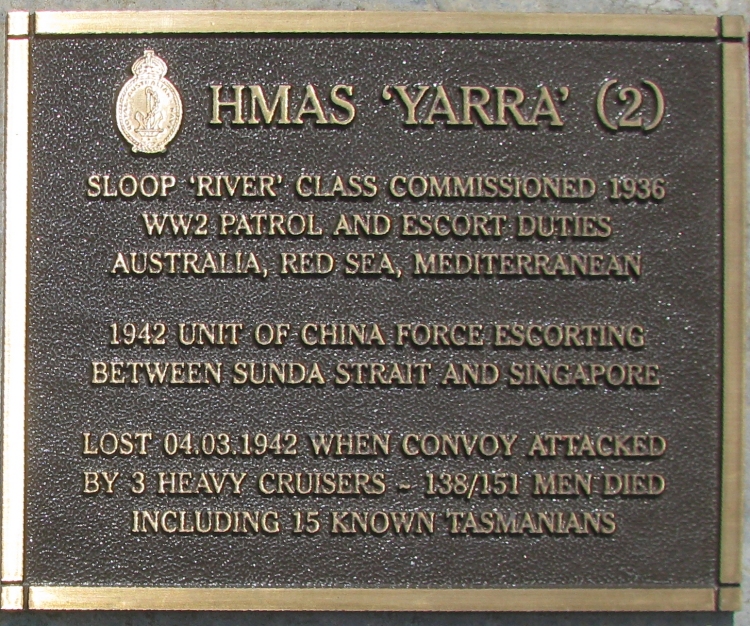 HMAS 'YARRA' (2)
SLOOP 'RIVER' CLASS COMMISSIONED 1936
WW2 PATROL AND ESCORT DUTIES
AUSTRALIA, RED SEA, MEDITERRANEAN
1942 UNIT OF CHINA FORCE ESCORTING
BETWEEN SUNDA STRAIT AND SINGAPORE
LOST 04.03.1942 WHEN CONVOY ATTACKED
BY 3 HEAVY CRUISERS - 138/151 MEN DIED
INCLUDING 15 KNOWN TASMANIANS